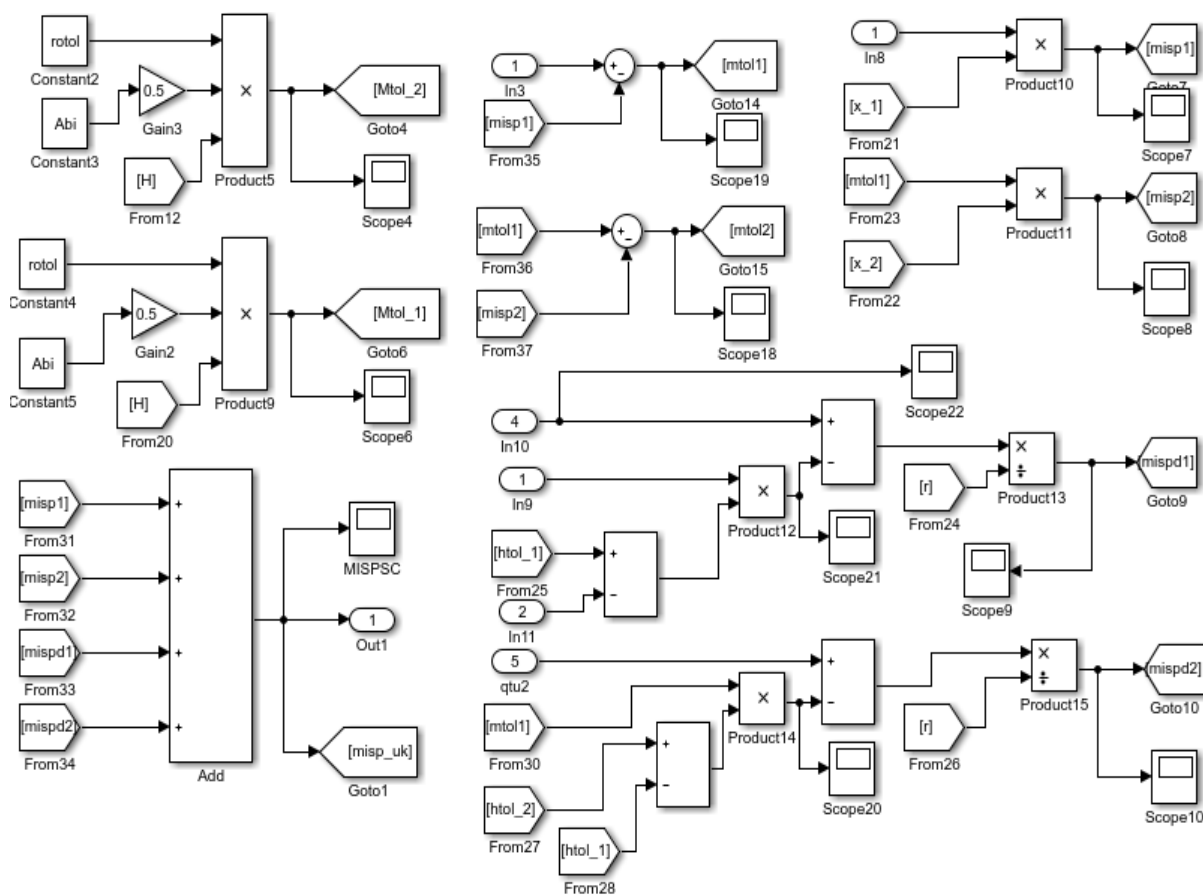 rotol
Constant2
0.5
Gain3
Abi
Constant3
[H]
From12
×
Product5
[Mtol_2]
Goto4
Scope4
rotol
Constant4
0.5
Gain2
Abi
Constant5
[H]
From20
×
Product9
[Mtol_1]
Goto6
Scope6
[misp1]
From31
[misp2]
From32
[mispd1]
From33
[mispd2]
From34
+
+
+
+
Add
MISPSC
1
Out1
[misp_uk]
Goto1
1
In3
[misp1]
From35
+
−
[mtol1]
Goto14
Scope19
[mtol1]
From36
[misp2]
From37
+
−
[mtol2]
Goto15
Scope18
1
In8
[x_1]
From21
×
Product10
[misp1]
Goto7
Scope7
[mtol1]
From23
[x_2]
From22
×
Product11
[misp2]
Goto8
Scope8
4
In10
Scope22
1
In9
[htol_1]
From25
2
In11
+
−
×
Product12
+
−
Scope21
[r]
From24
×
÷
Product13
[mispd1]
Goto9
Scope9
5
qtu2
[mtol1]
From30
[htol_2]
From27
[htol_1]
From28
+
−
×
Product14
+
−
Scope20
[r]
From26
×
÷
Product15
[mispd2]
Goto10
Scope10